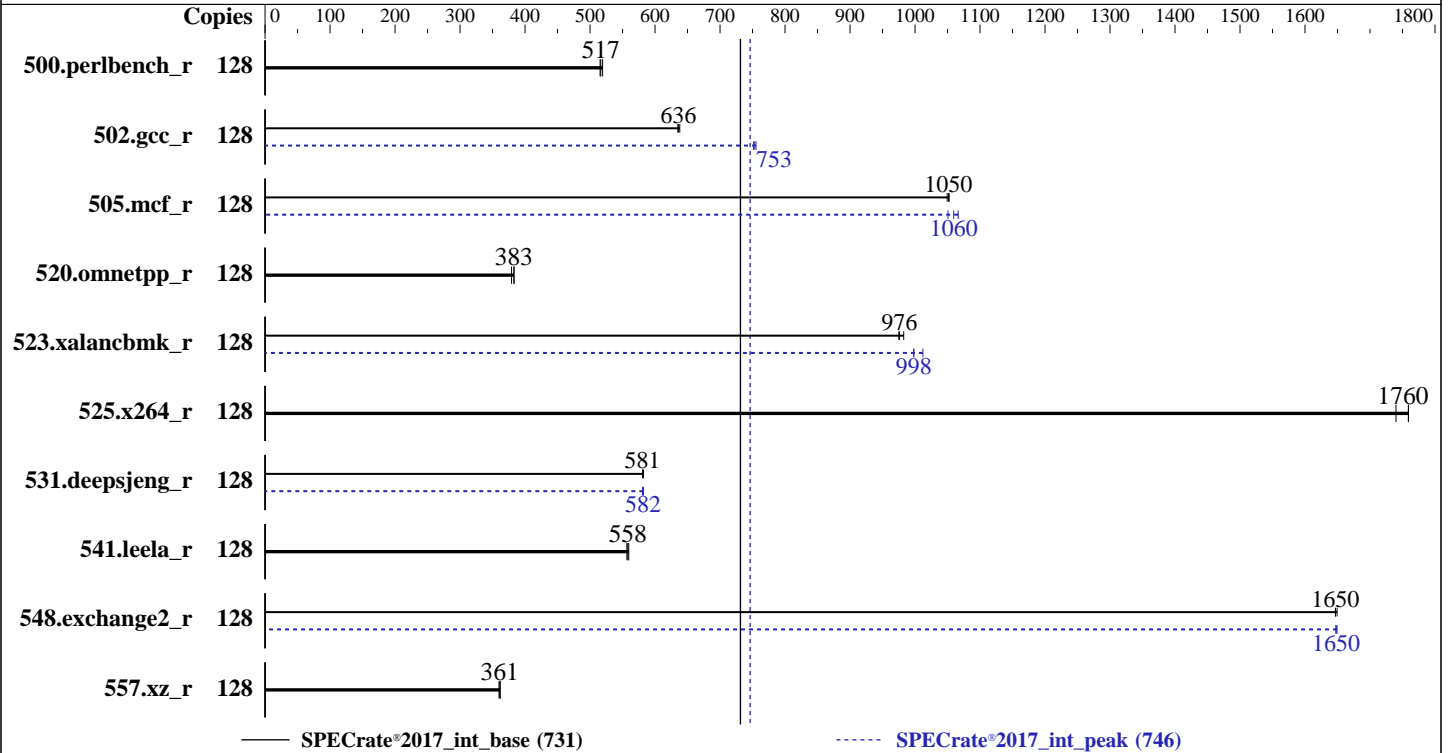 Copies 0 100 200 300 400 500 600 700 800 900 1000 1100 1200 1300 1400 1500 1600 1800
517
500.perlbench_r 128
636
502.gcc_r 128
753
1050
505.mcf_r 128
1060
383
520.omnetpp_r 128
976
523.xalancbmk_r 128
998
1760
525.x264_r 128
581
531.deepsjeng_r 128
582
558
541.leela_r 128
1650
548.exchange2_r 128
1650
361
557.xz_r 128
SPECrate®2017_int_base (731) SPECrate®2017_int_peak (746)